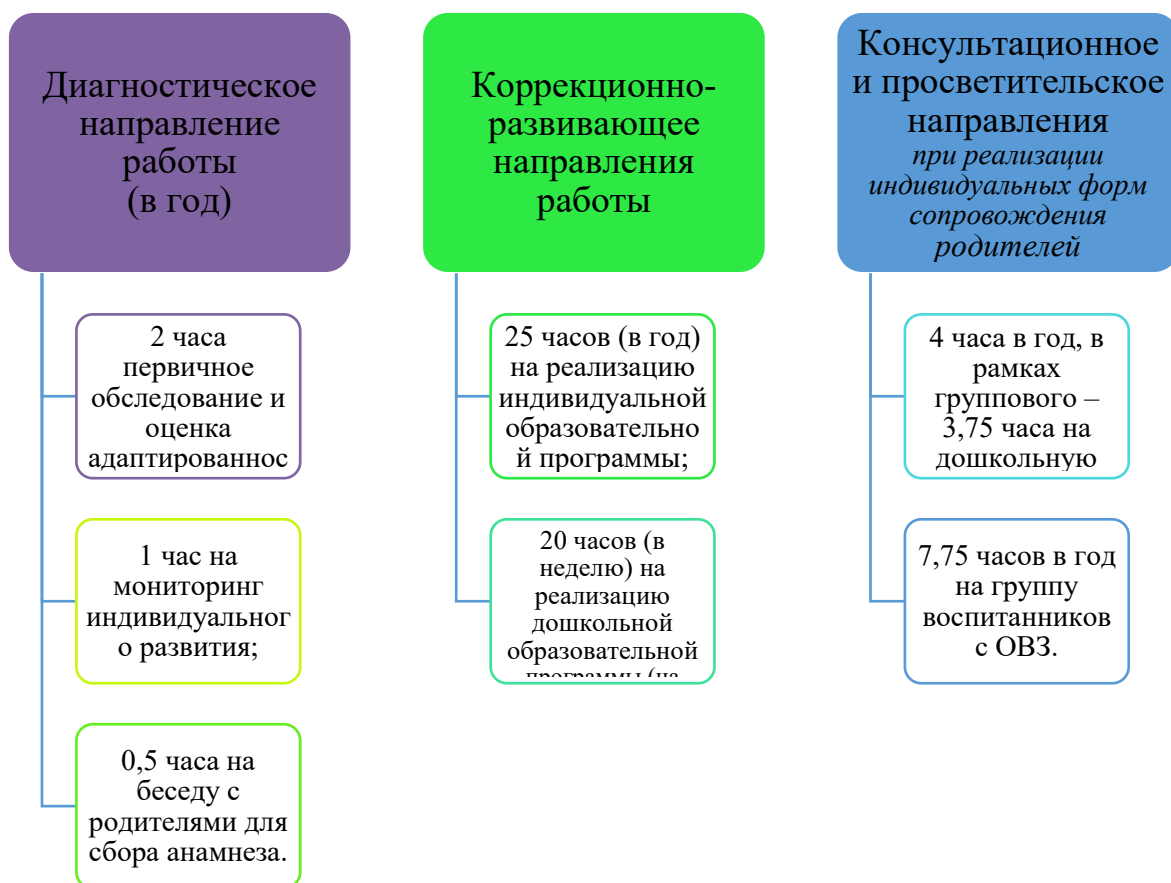 Диагностическое
направление
работы
(в год)
2 часа
первичное
обследование и
оценка
адаптированнос
1 час на
мониторинг
индивидуальног
о развития;
0,5 часа на
беседу с
родителями для
сбора анамнеза.
Коррекционно-
развивающее
направления
работы
25 часов (в год)
на реализацию
индивидуальной
образовательно
й программы;
20 часов (в
неделю) на
реализацию
дошкольной
образовательной
программы (на
Консультационное
и просветительское
направления
при реализации
индивидуальных форм
сопровождения
родителей
4 часа в год, в
рамках
группового –
3,75 часа на
дошкольную
7,75 часов в год
на группу
воспитанников
с ОВЗ.